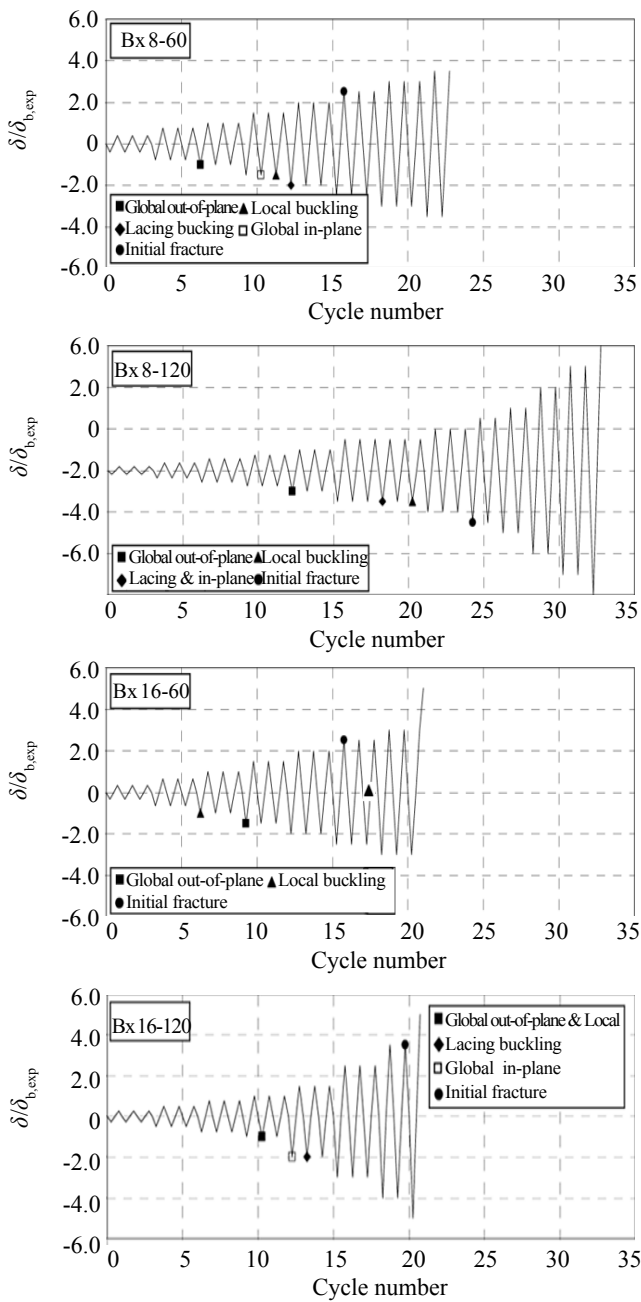 6.0
Bx 8-60
4.0
2.0
0
-2.0
-4.0
-6.0
δ/δb,exp
■Global out-of-plane ▲Local buckling
◆Lacing bucking □Global in-plane
●Initial fracture
0 5 10 15 20 25 30 35
Cycle number
Bx 8-120
2.0
0
-2.0
-4.0
-6.0
δ/δb,exp
■Global out-of-plane ▲Local buckling
◆Lacing & in-plane ●Initial fracture
0 5 10 15 20 25 30 35
Cycle number
6.0
Bx 16-60
4.0
2.0
0
-2.0
-4.0
-6.0
δ/δb,exp
■Global out-of-plane ▲Local buckling
●Initial fracture
0 5 10 15 20 25 30 35
Cycle number
6.0
Bx 16-120
4.0
2.0
0
-2.0
-4.0
-6.0
δ/δb,exp
■Global out-of-plane & Local
◆Lacing buckling
□Global in-plane
●Initial fracture
0 5 10 15 20 25 30 35
Cycle number